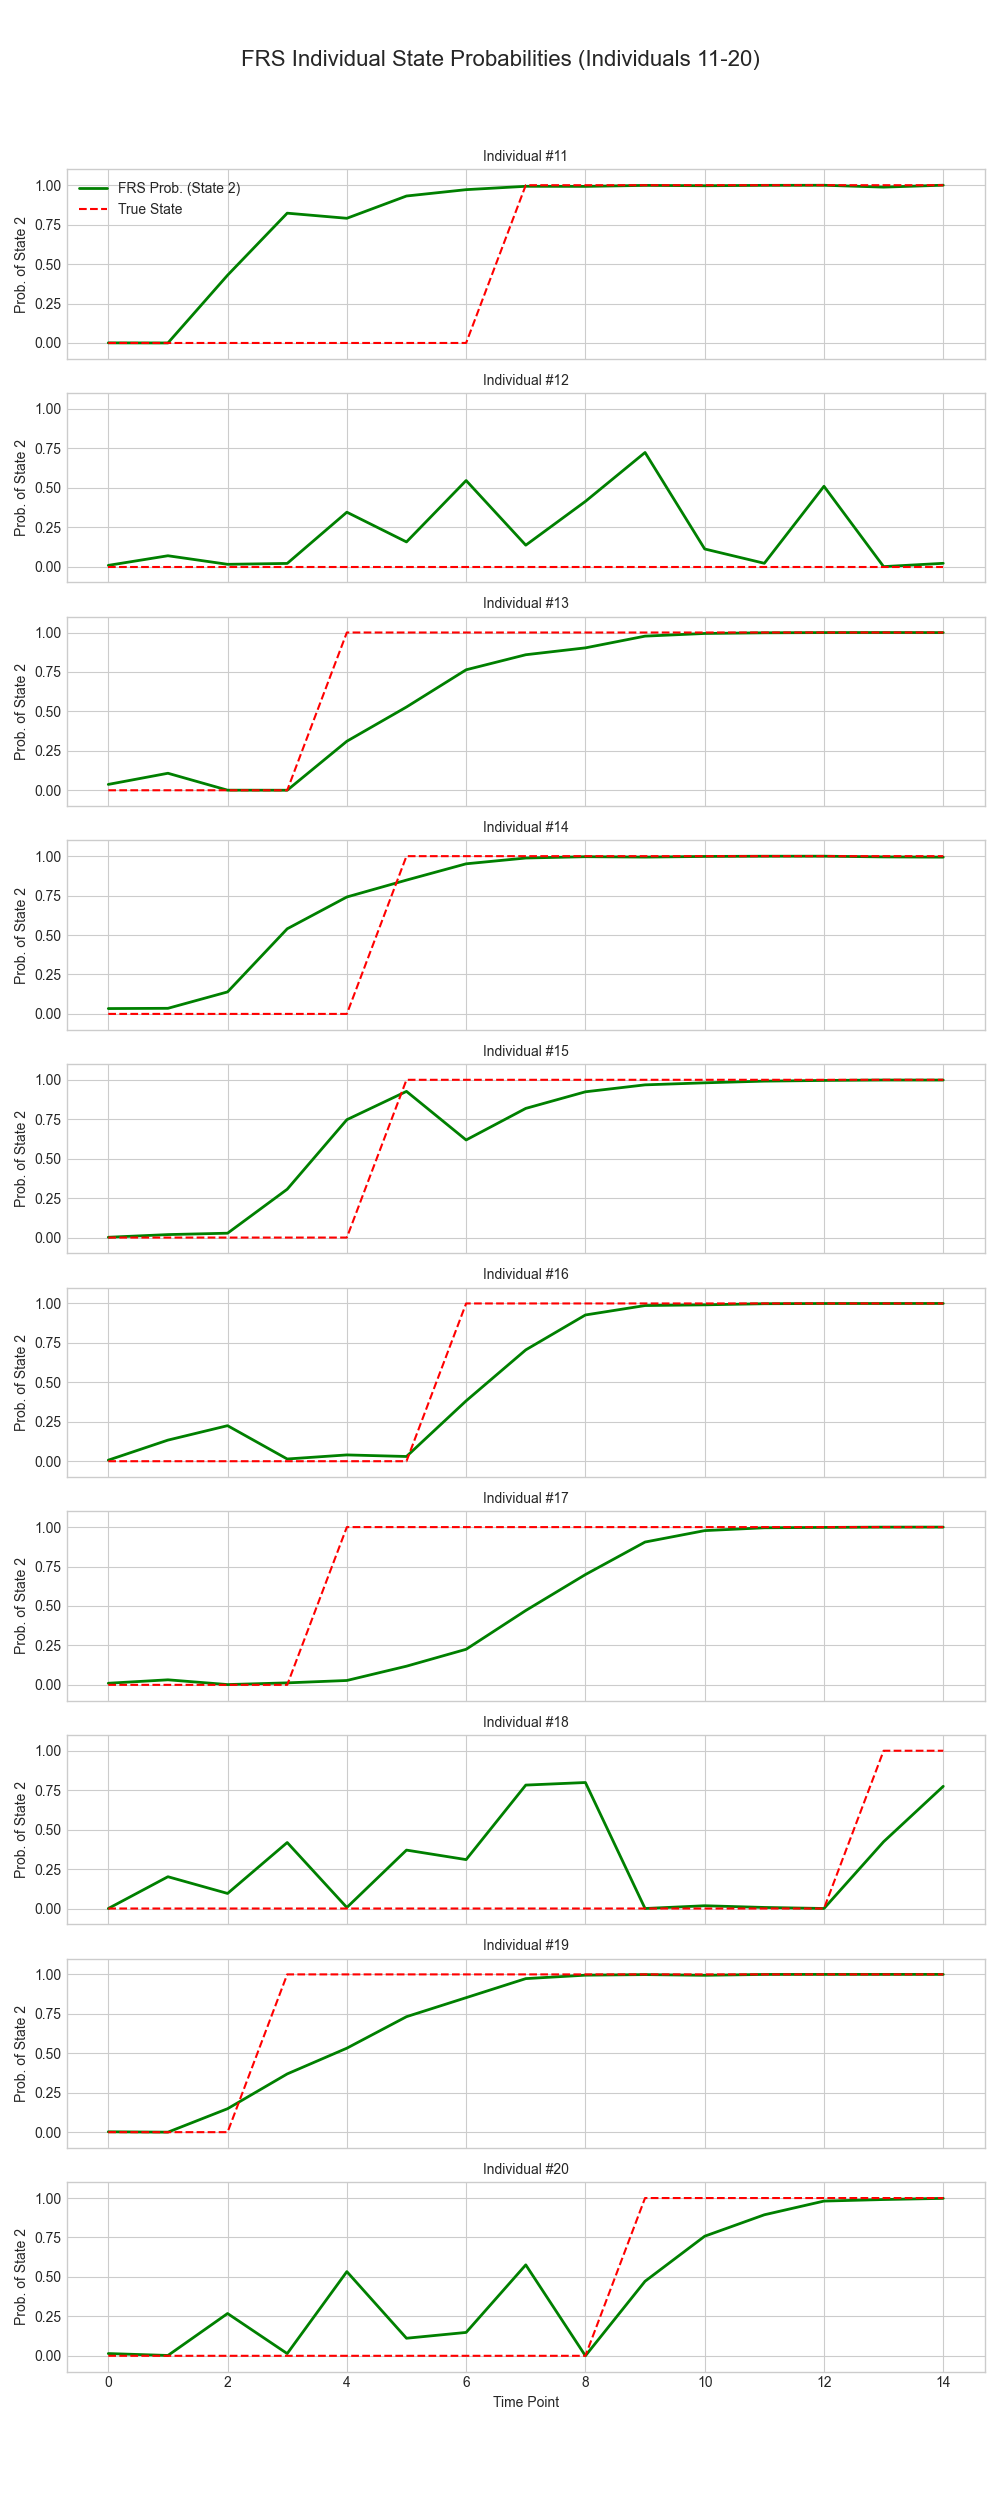 FRS Individual State Probabilities (Individuals 11-20)
Individual #11
FRS Prob. (State 2)
True State
Prob. of State 2
1.00
0.75
0.50
0.25
0.00
Individual #12
Prob. of State 2
1.00
0.75
0.50
0.25
0.00
Individual #13
Prob. of State 2
1.00
0.75
0.50
0.25
0.00
Individual #14
Prob. of State 2
1.00
0.75
0.50
0.25
0.00
Individual #15
Prob. of State 2
1.00
0.75
0.50
0.25
0.00
Individual #16
Prob. of State 2
1.00
0.75
0.50
0.25
0.00
Individual #17
Prob. of State 2
1.00
0.75
0.50
0.25
0.00
Individual #18
Prob. of State 2
1.00
0.75
0.50
0.25
0.00
Individual #19
Prob. of State 2
1.00
0.75
0.50
0.25
0.00
Individual #20
Prob. of State 2
1.00
0.75
0.50
0.25
0.00
0 2 4 6 8 10 12 14
Time Point